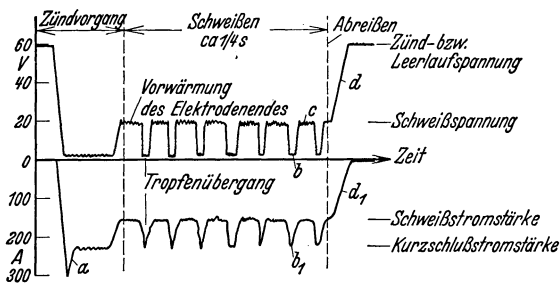 Zündvorgang
Schweißen
ca 1/4 s
Abreißen
60
V
40
20
0
Zünd- bzw.
Leerlaufspannung
d
Vorwärmung
des Elektrodenendes
c
Schweißspannung
b
Zeit
Tropfenübergang
d1
100
200
A
300
a
b1
Schweißstromstärke
Kurzschlußstromstärke